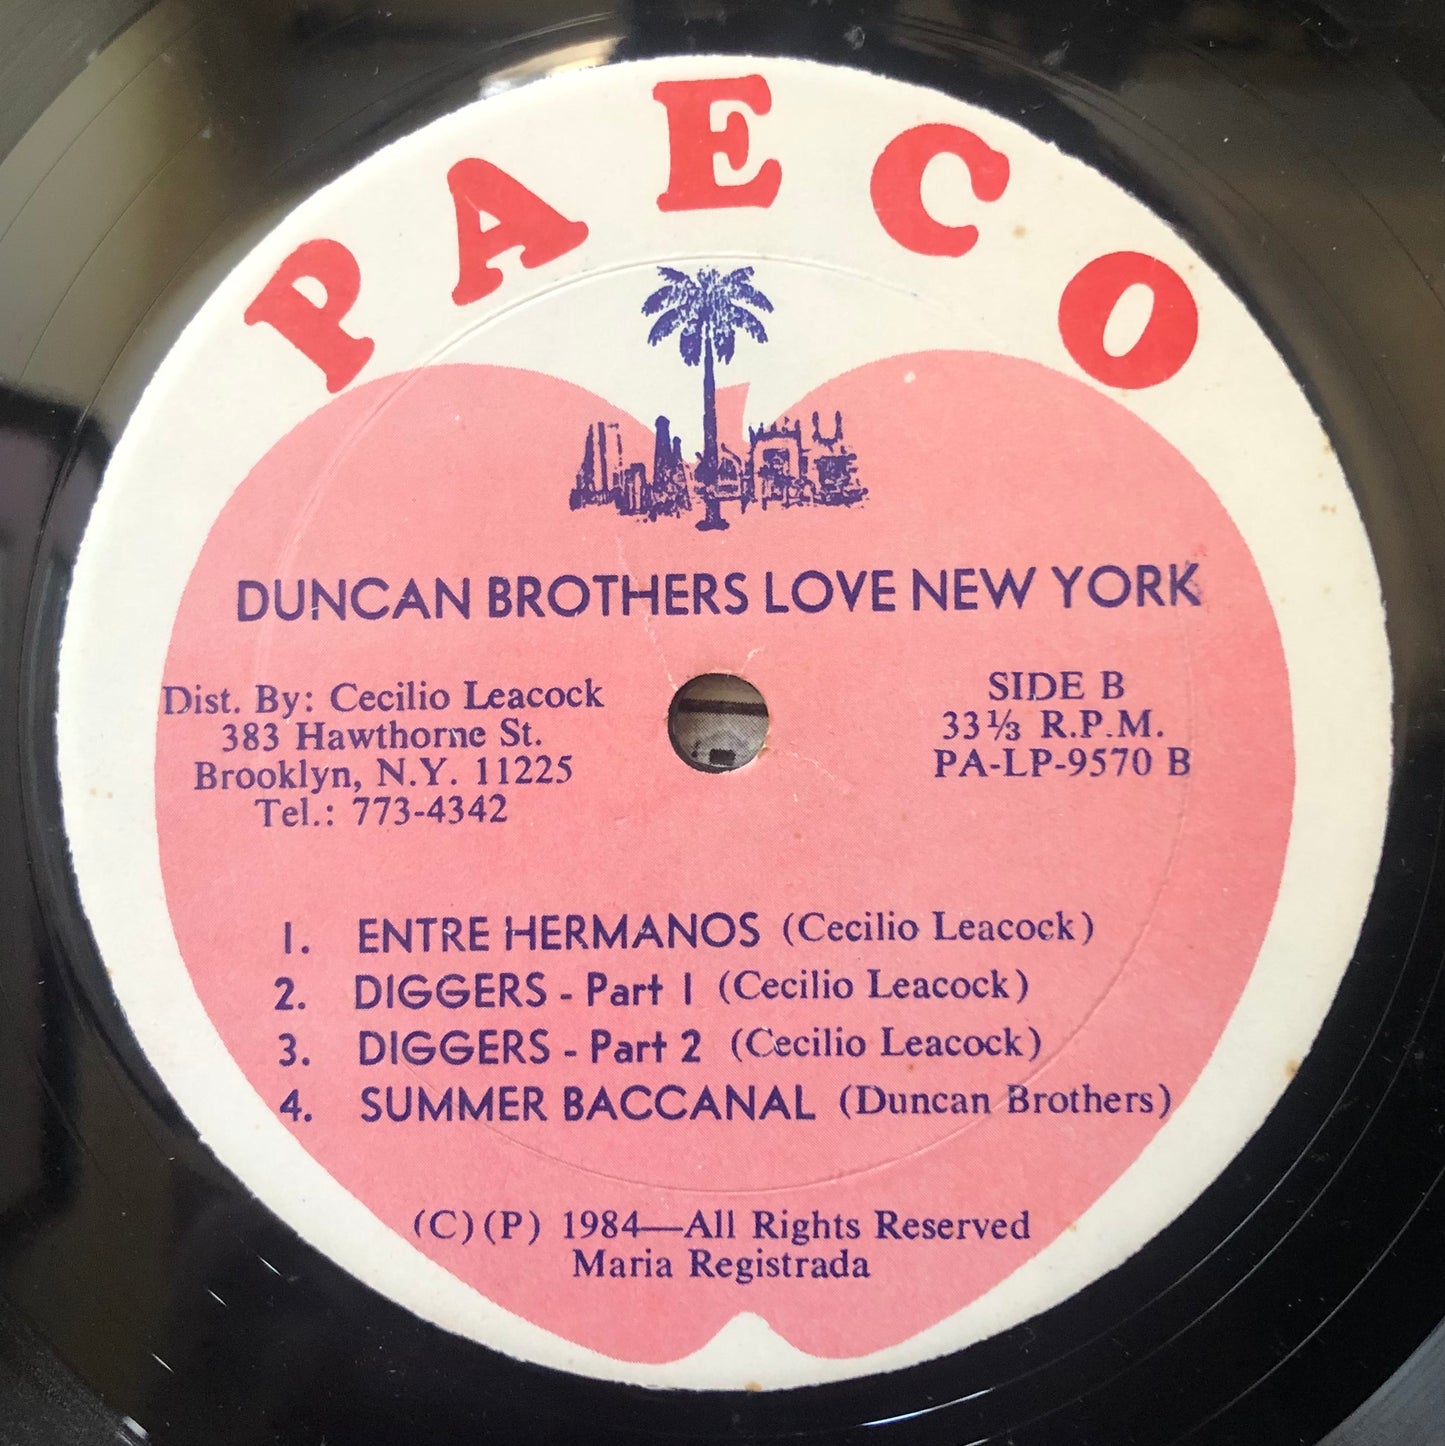 PAECO
DUNCAN BROTHERS LOVE NEW YORK
Dist. By: Cecilio Leacock
383 Hawthorne St.
Brooklyn, N.Y. 11225
Tel.: 773-4342
SIDE B
33⅓ R.P.M.
PA-LP-9570 B
1. ENTRE HERMANOS (Cecilio Leacock)
2. DIGGERS - Part 1 (Cecilio Leacock)
3. DIGGERS - Part 2 (Cecilio Leacock)
4. SUMMER BACCANAL (Duncan Brothers)
(C)(P) 1984—All Rights Reserved
Maria Registrada